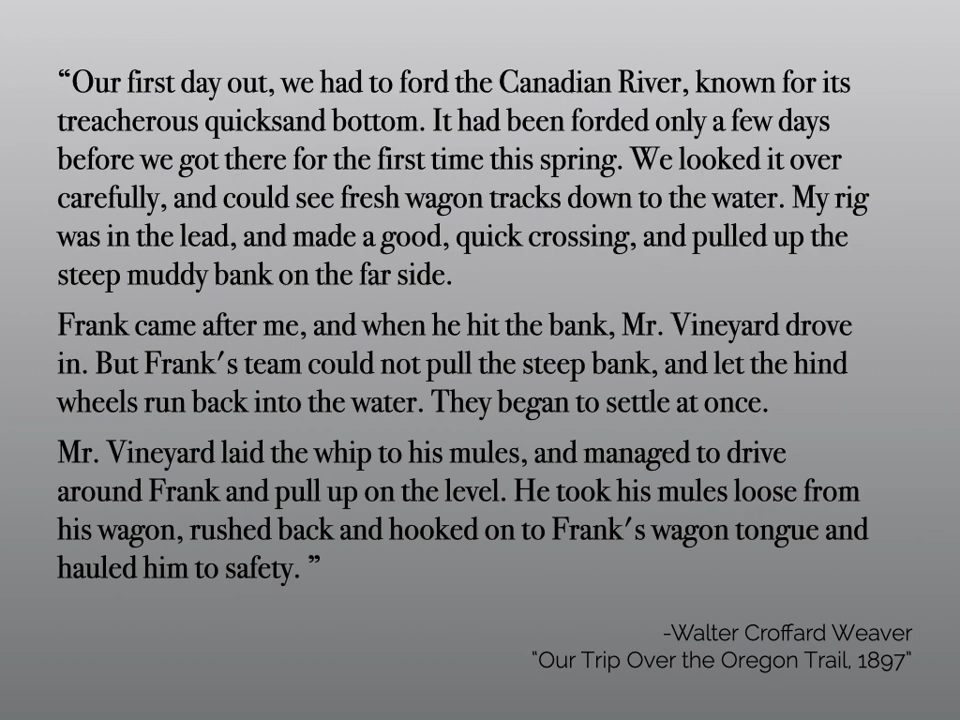 “Our first day out, we had to ford the Canadian River, known for its
treacherous quicksand bottom. It had been forded only a few days
before we got there for the first time this spring. We looked it over
carefully, and could see fresh wagon tracks down to the water. My rig
was in the lead, and made a good, quick crossing, and pulled up the
steep muddy bank on the far side.
Frank came after me, and when he hit the bank, Mr. Vineyard drove
in. But Frank's team could not pull the steep bank, and let the hind
wheels run back into the water. They began to settle at once.
Mr. Vineyard laid the whip to his mules, and managed to drive
around Frank and pull up on the level. He took his mules loose from
his wagon, rushed back and hooked on to Frank's wagon tongue and
hauled him to safety. ”
-Walter Croffard Weaver
"Our Trip Over the Oregon Trail, 1897"